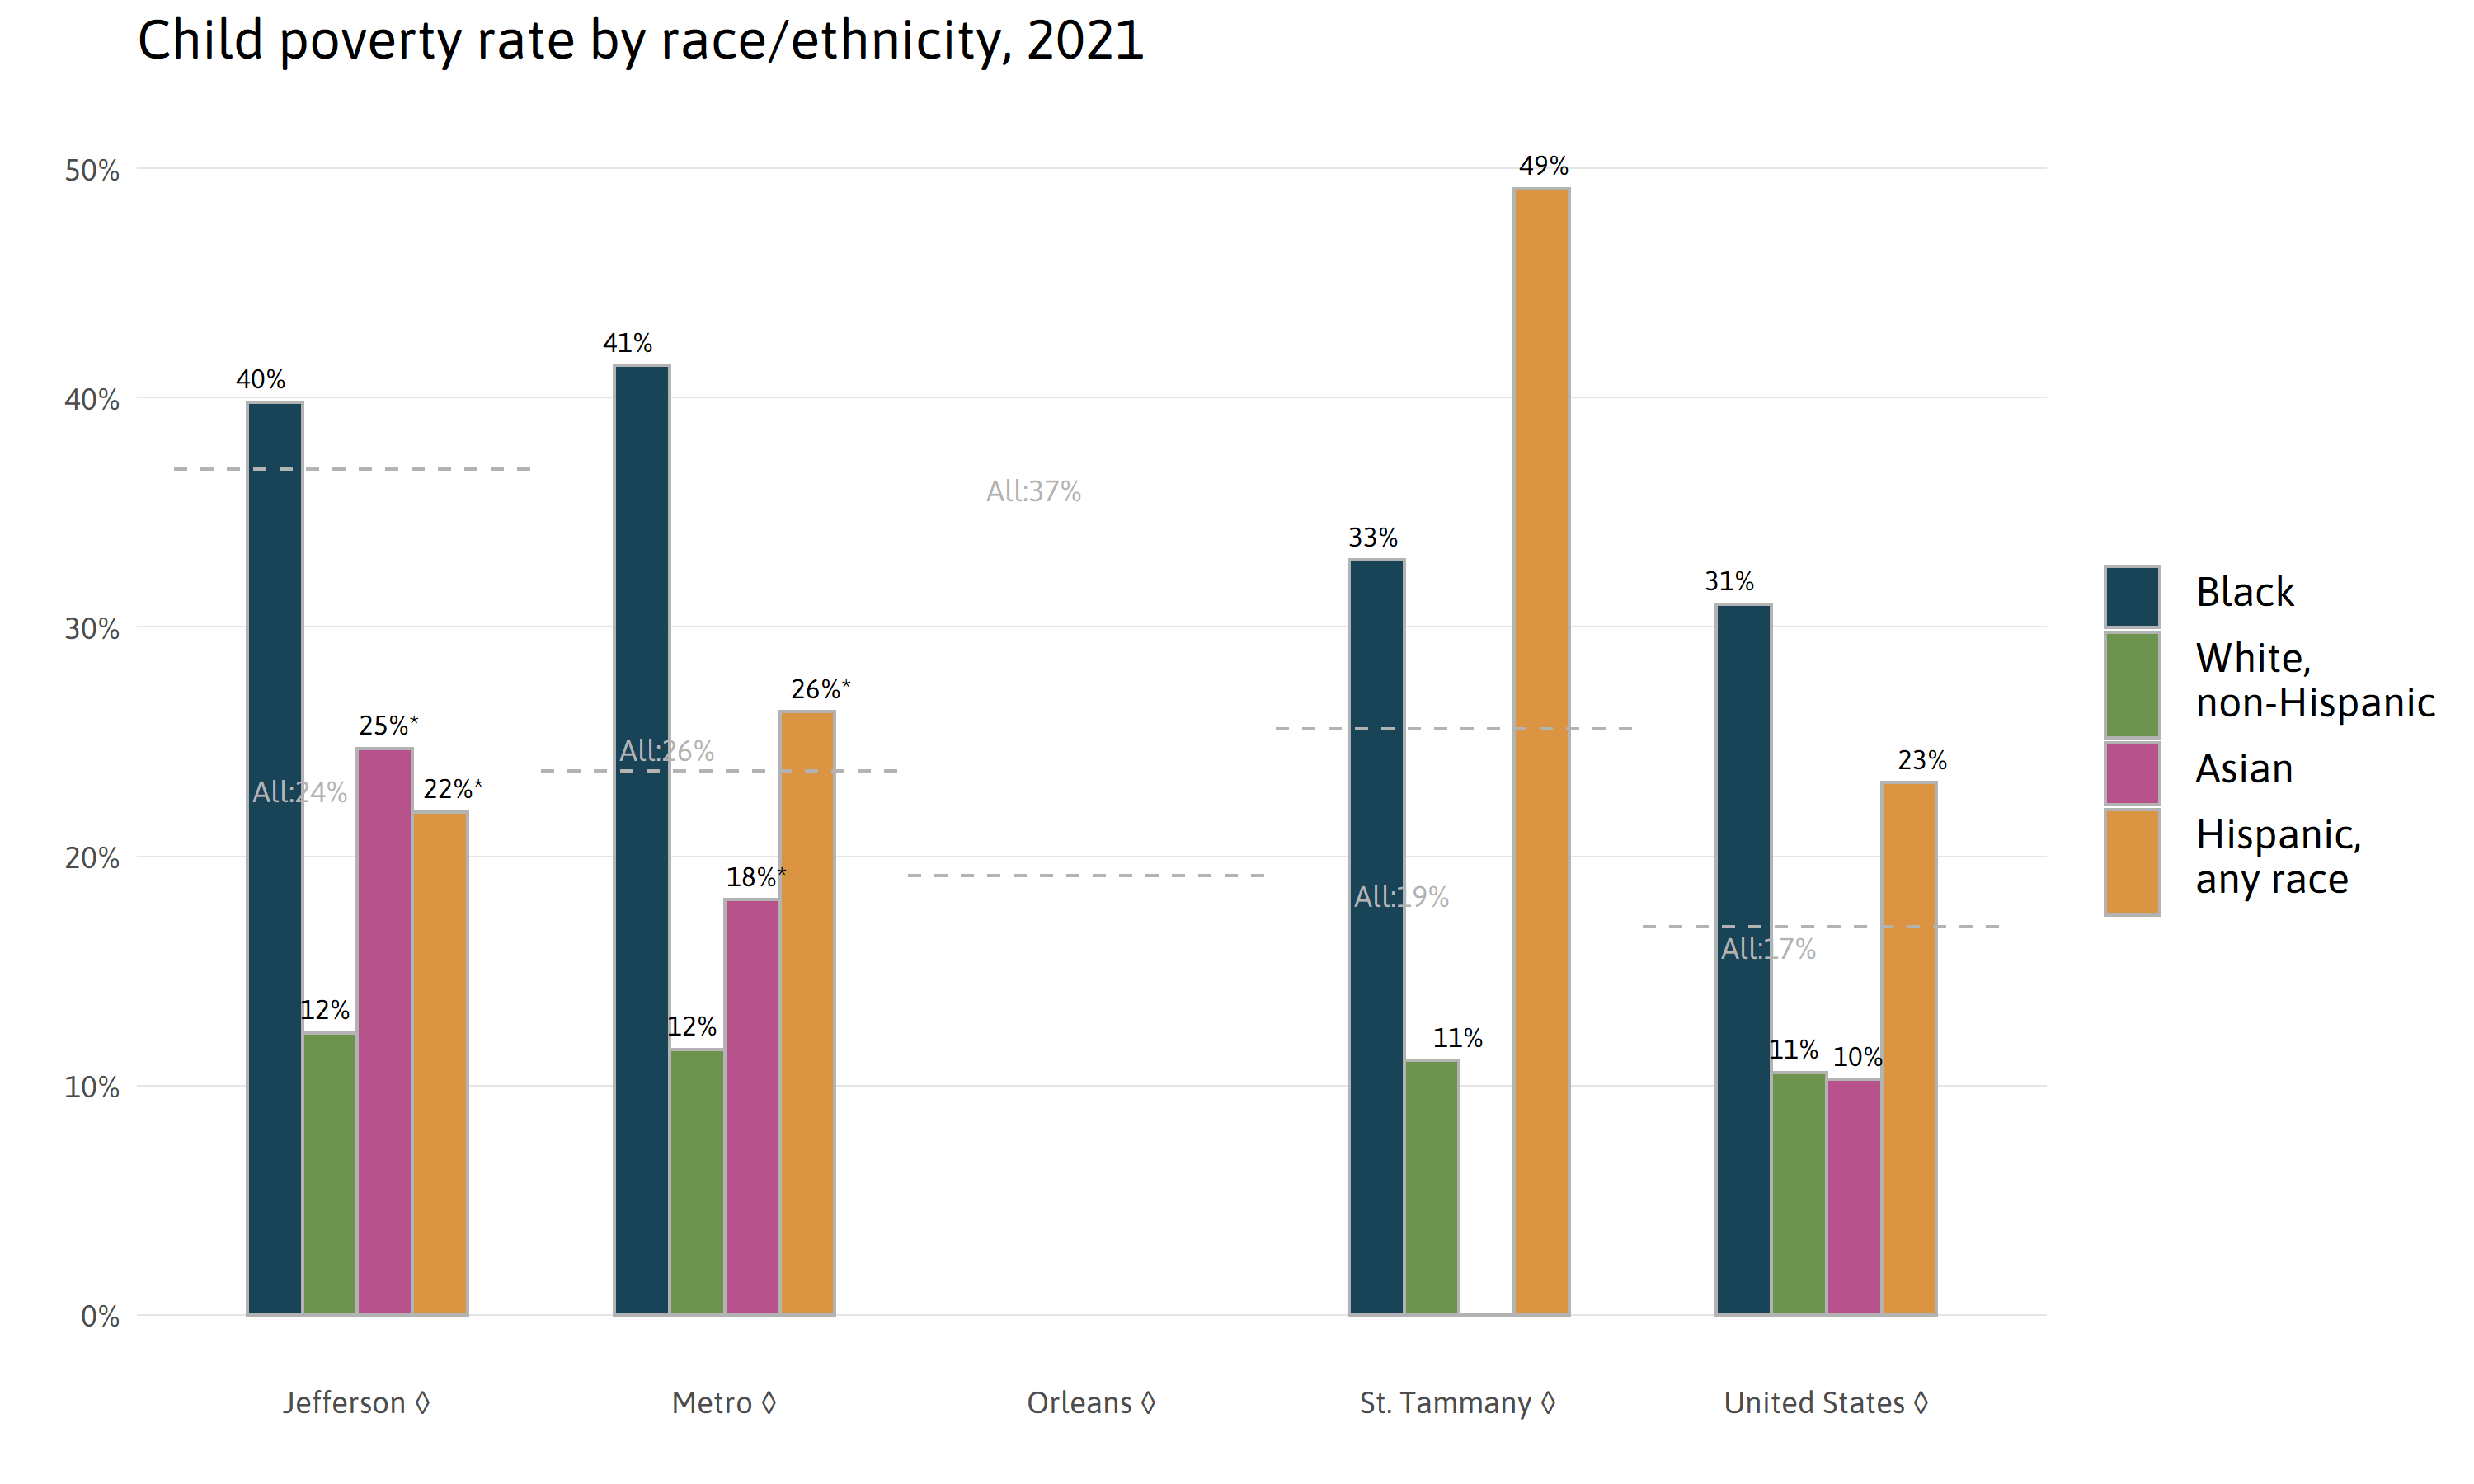 Child poverty rate by race/ethnicity, 2021
50%
40%
30%
20%
10%
0%
40%
12%
25%*
22%*
All:24%
41%
12%
18%*
26%*
All:26%
All:37%
33%
11%
49%
All:19%
31%
11%
10%
23%
All:17%
Jefferson ◊
Metro ◊
Orleans ◊
St. Tammany ◊
United States ◊
Black
White,
non-Hispanic
Asian
Hispanic,
any race